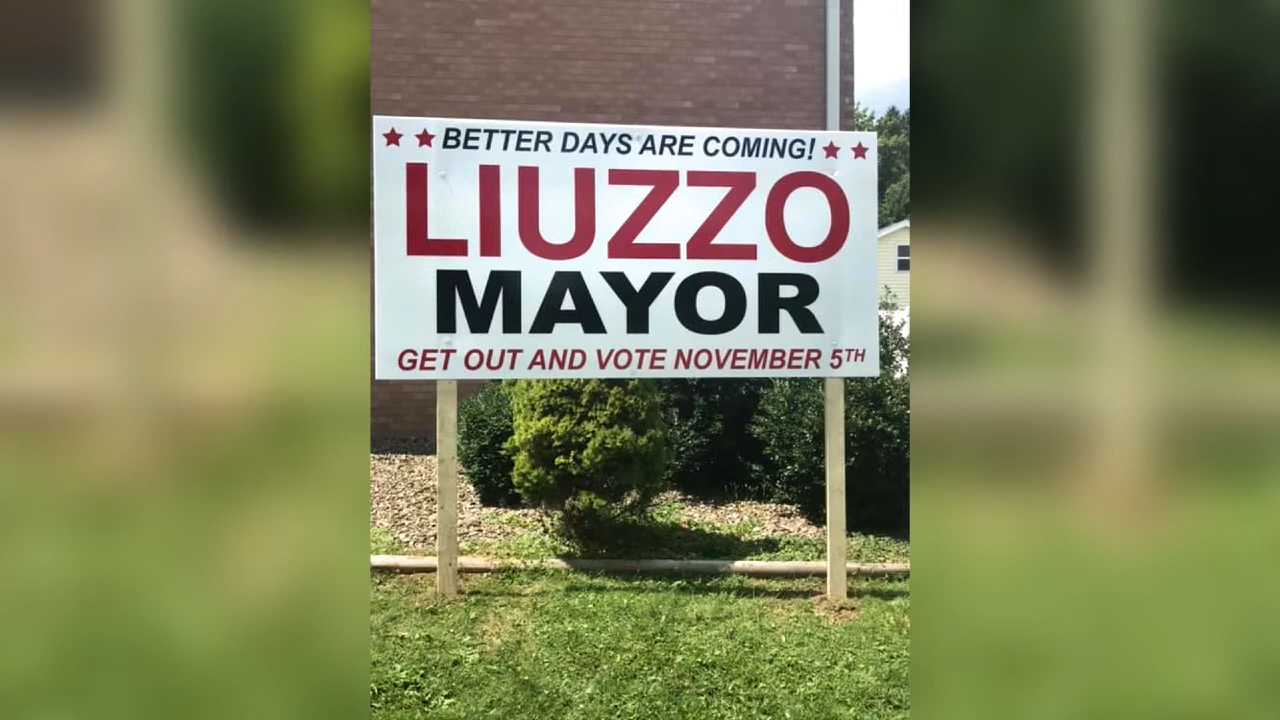 BETTER DAYS ARE COMING!
LIUZZO
MAYOR
GET OUT AND VOTE NOVEMBER 5TH